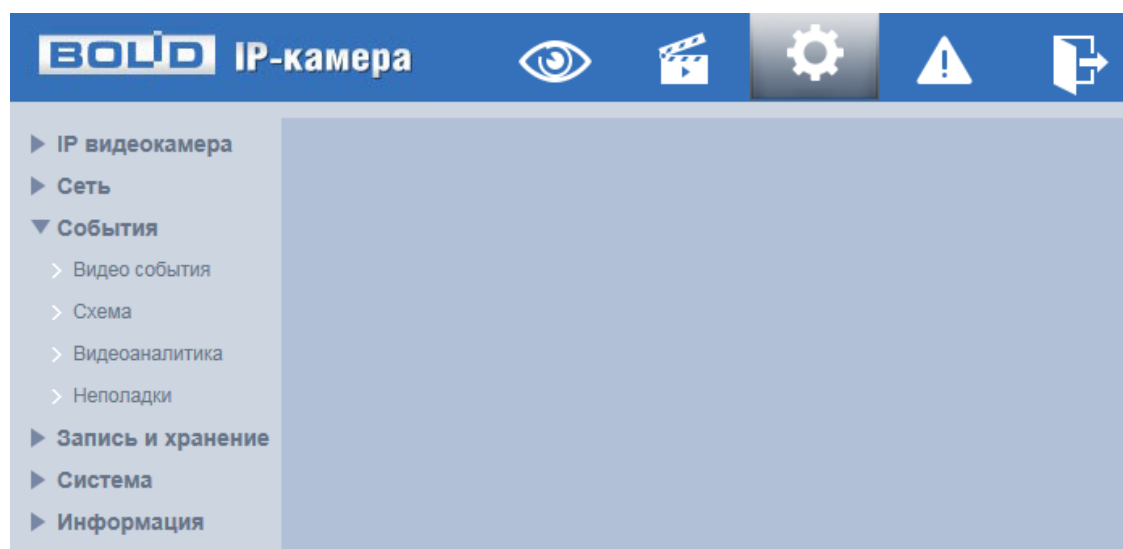 BOLID IP-камера
IP видеокамера
Сеть
События
Видео события
Схема
Видеоаналитика
Неполадки
Запись и хранение
Система
Информация